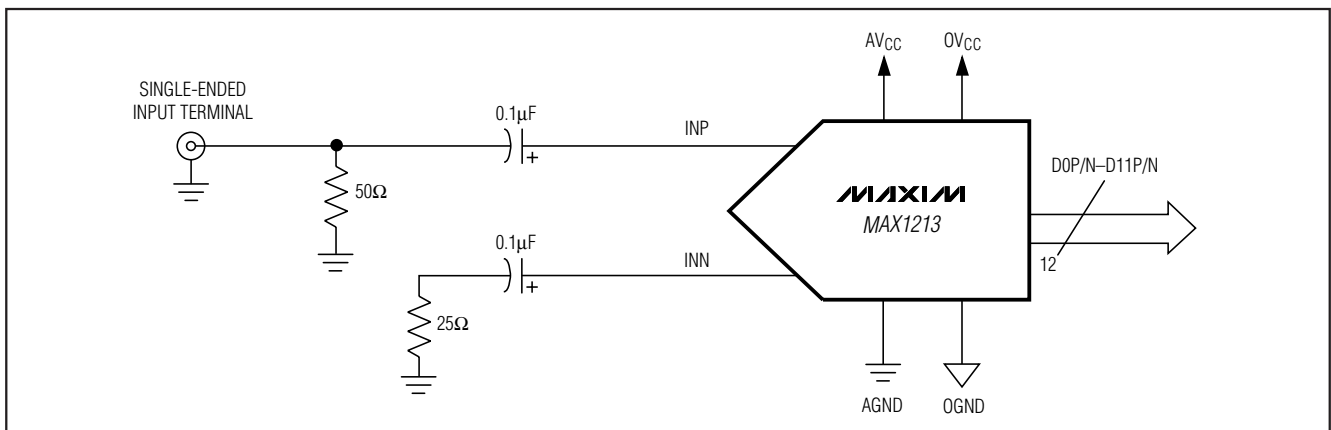 SINGLE-ENDED
INPUT TERMINAL
0.1µF
50Ω
0.1µF
25Ω
INP
INN
AVCC
OVCC
MAXIM
MAX1213
D0P/N–D11P/N
12
AGND
OGND
+
+